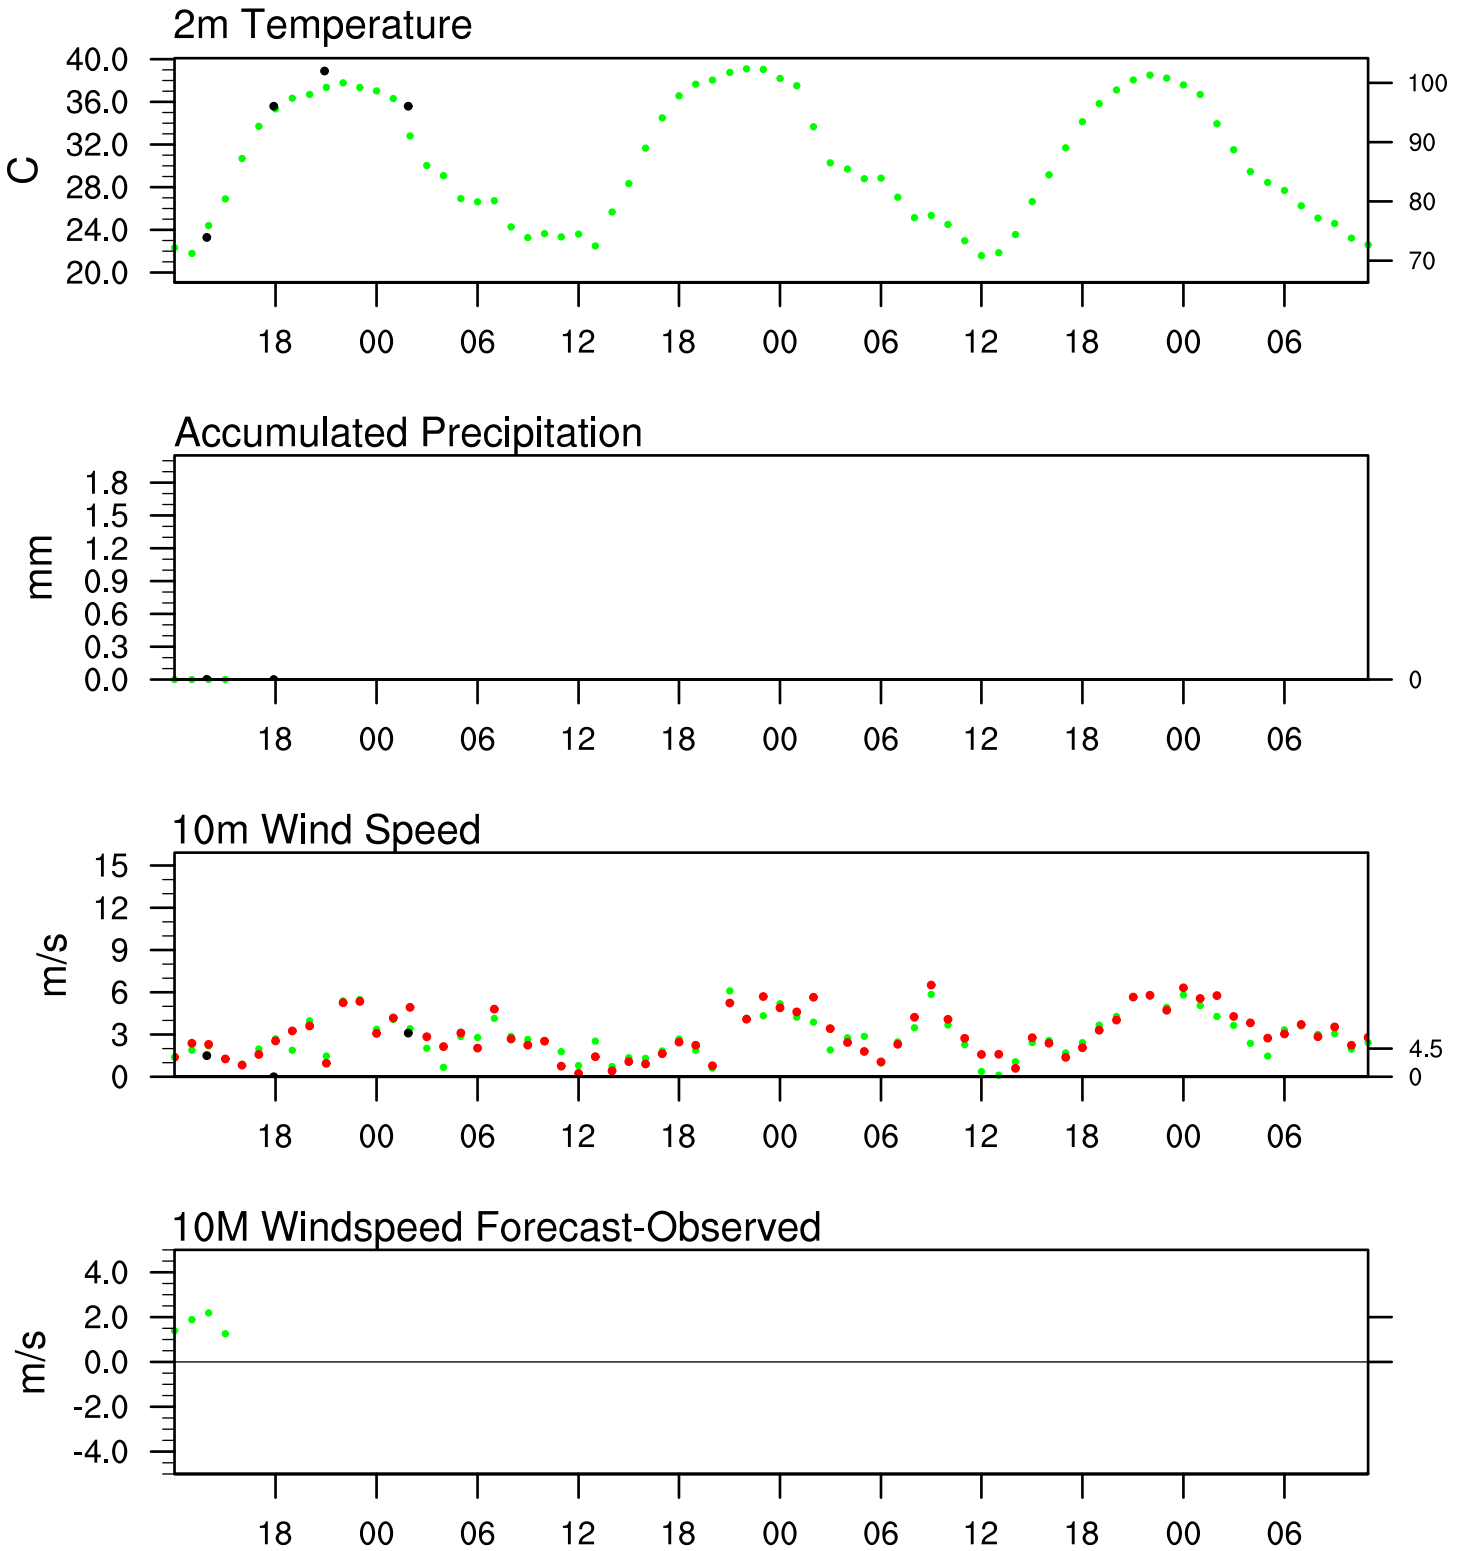 2m Temperature
40.0
36.0
32.0
28.0
24.0
20.0
C
100
90
80
70
18 00 06 12 18 00 06 12 18 00 06
Accumulated Precipitation
1.8
1.5
1.2
0.9
0.6
0.3
0.0
mm
0
18 00 06 12 18 00 06 12 18 00 06
10m Wind Speed
15
12
9
6
3
0
m/s
4.5
0
18 00 06 12 18 00 06 12 18 00 06
10M Windspeed Forecast-Observed
4.0
2.0
0.0
-2.0
-4.0
m/s
18 00 06 12 18 00 06 12 18 00 06